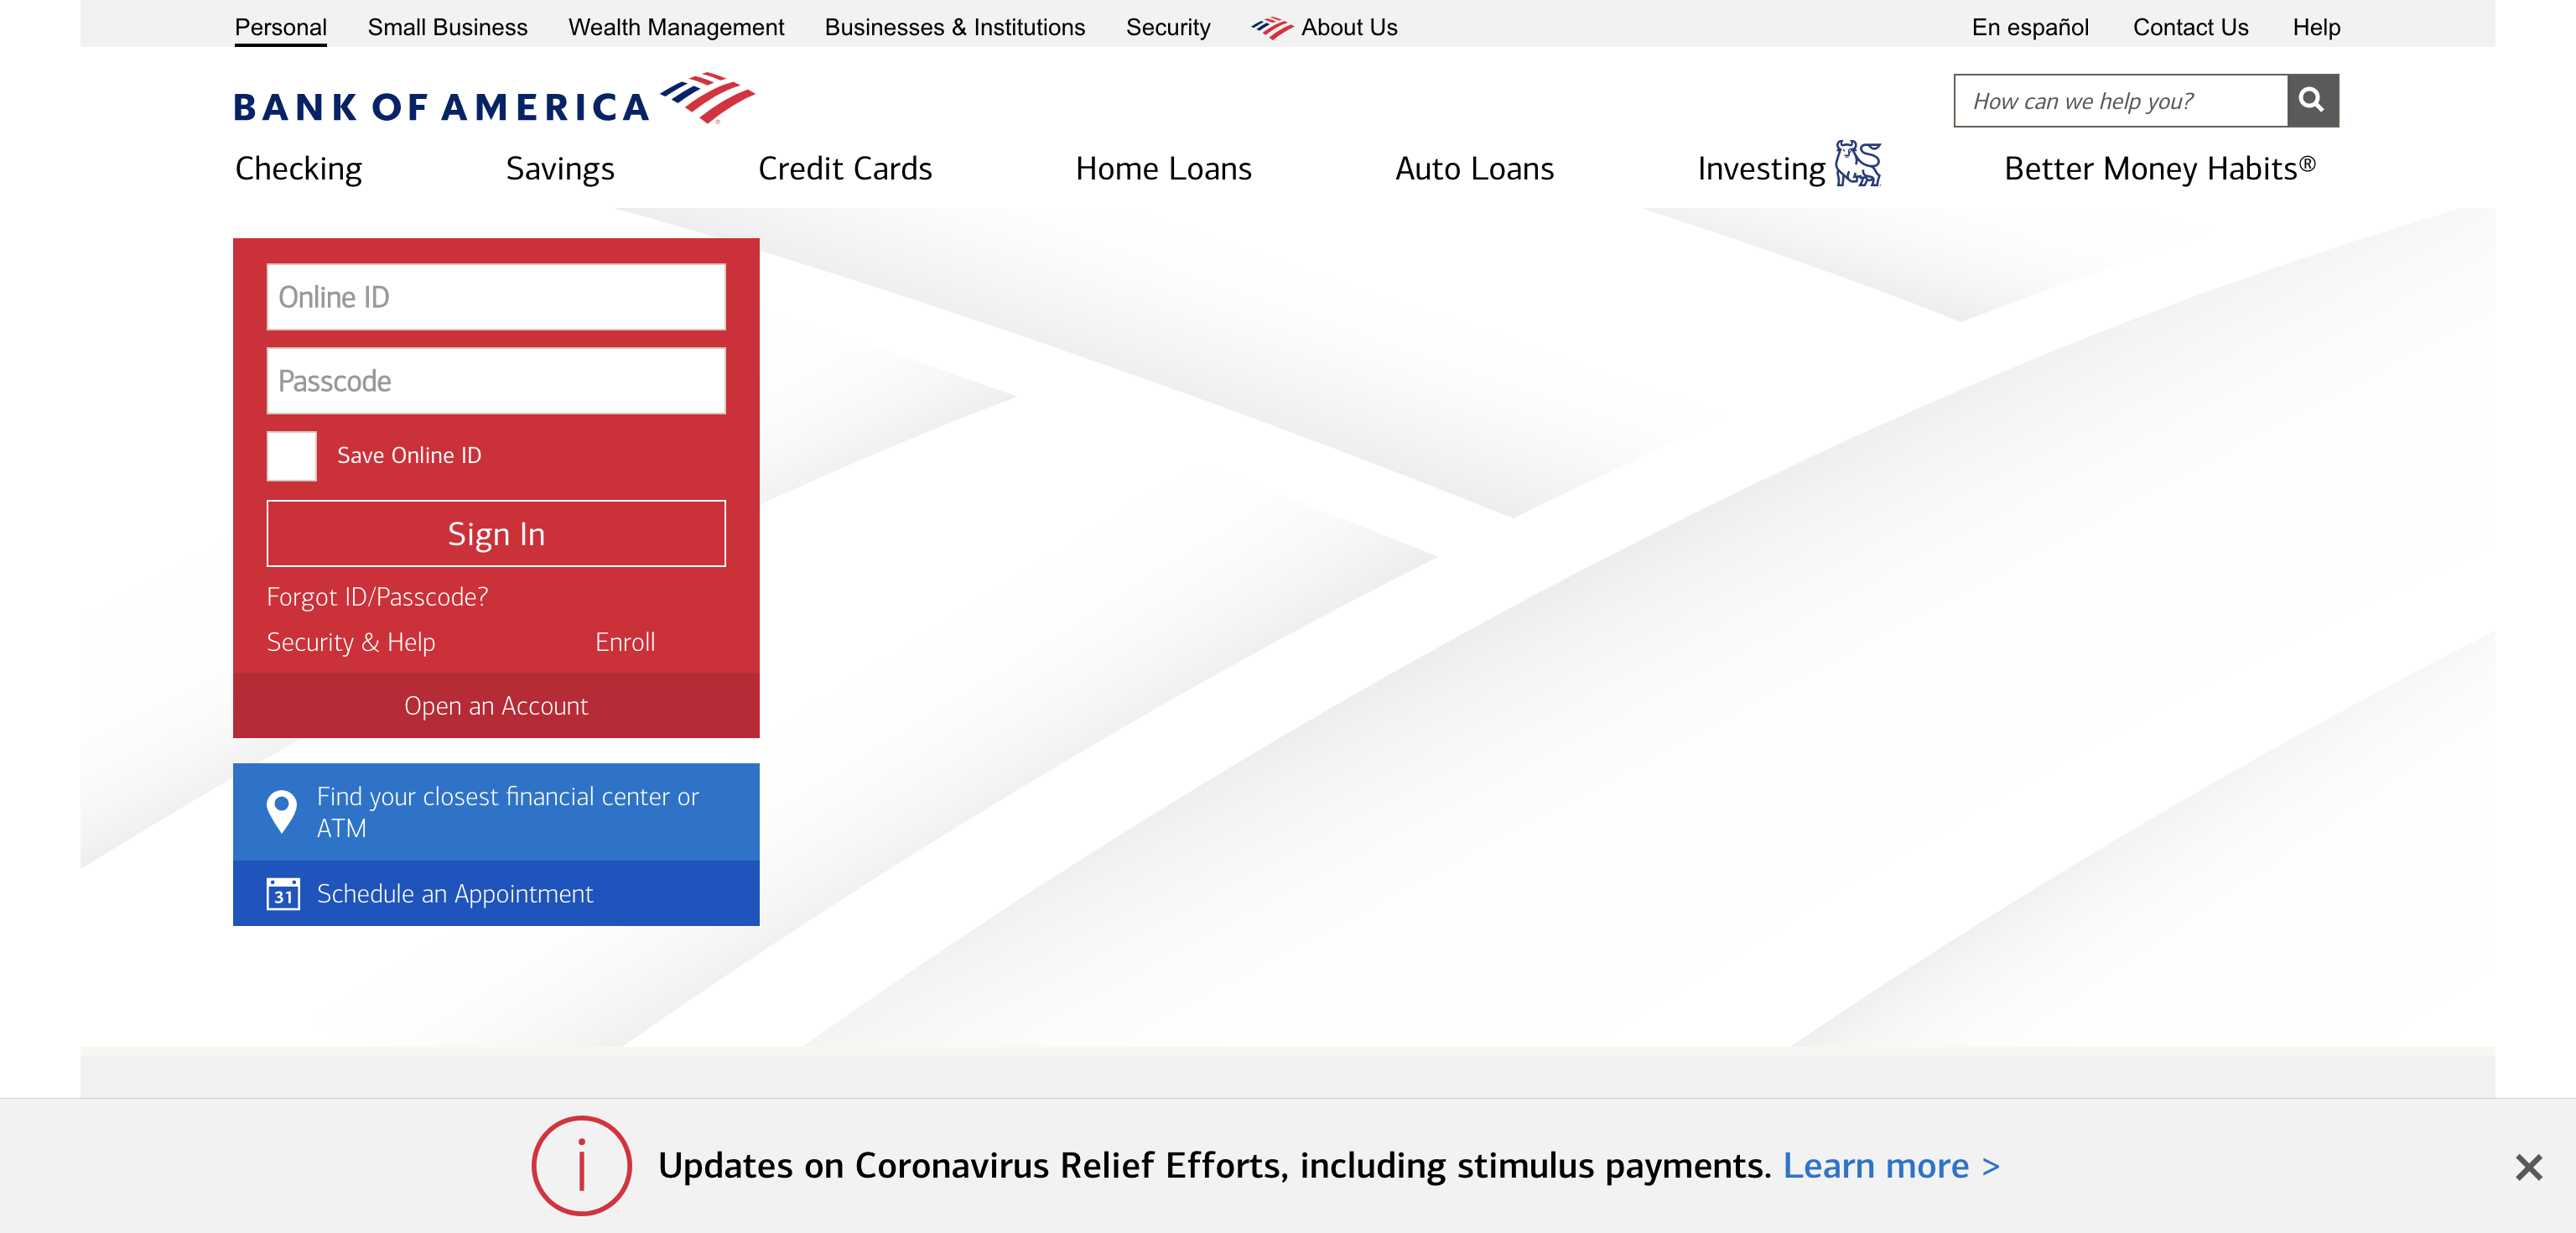 Personal Small Business Wealth Management Businesses & Institutions Security About Us En español Contact Us Help
BANK OF AMERICA
How can we help you?
Checking Savings Credit Cards Home Loans Auto Loans Investing Better Money Habits®
Online ID
Passcode
Save Online ID
Sign In
Forgot ID/Passcode?
Security & Help Enroll
Open an Account
Find your closest financial center or
ATM
31 Schedule an Appointment
Updates on Coronavirus Relief Efforts, including stimulus payments. Learn more >